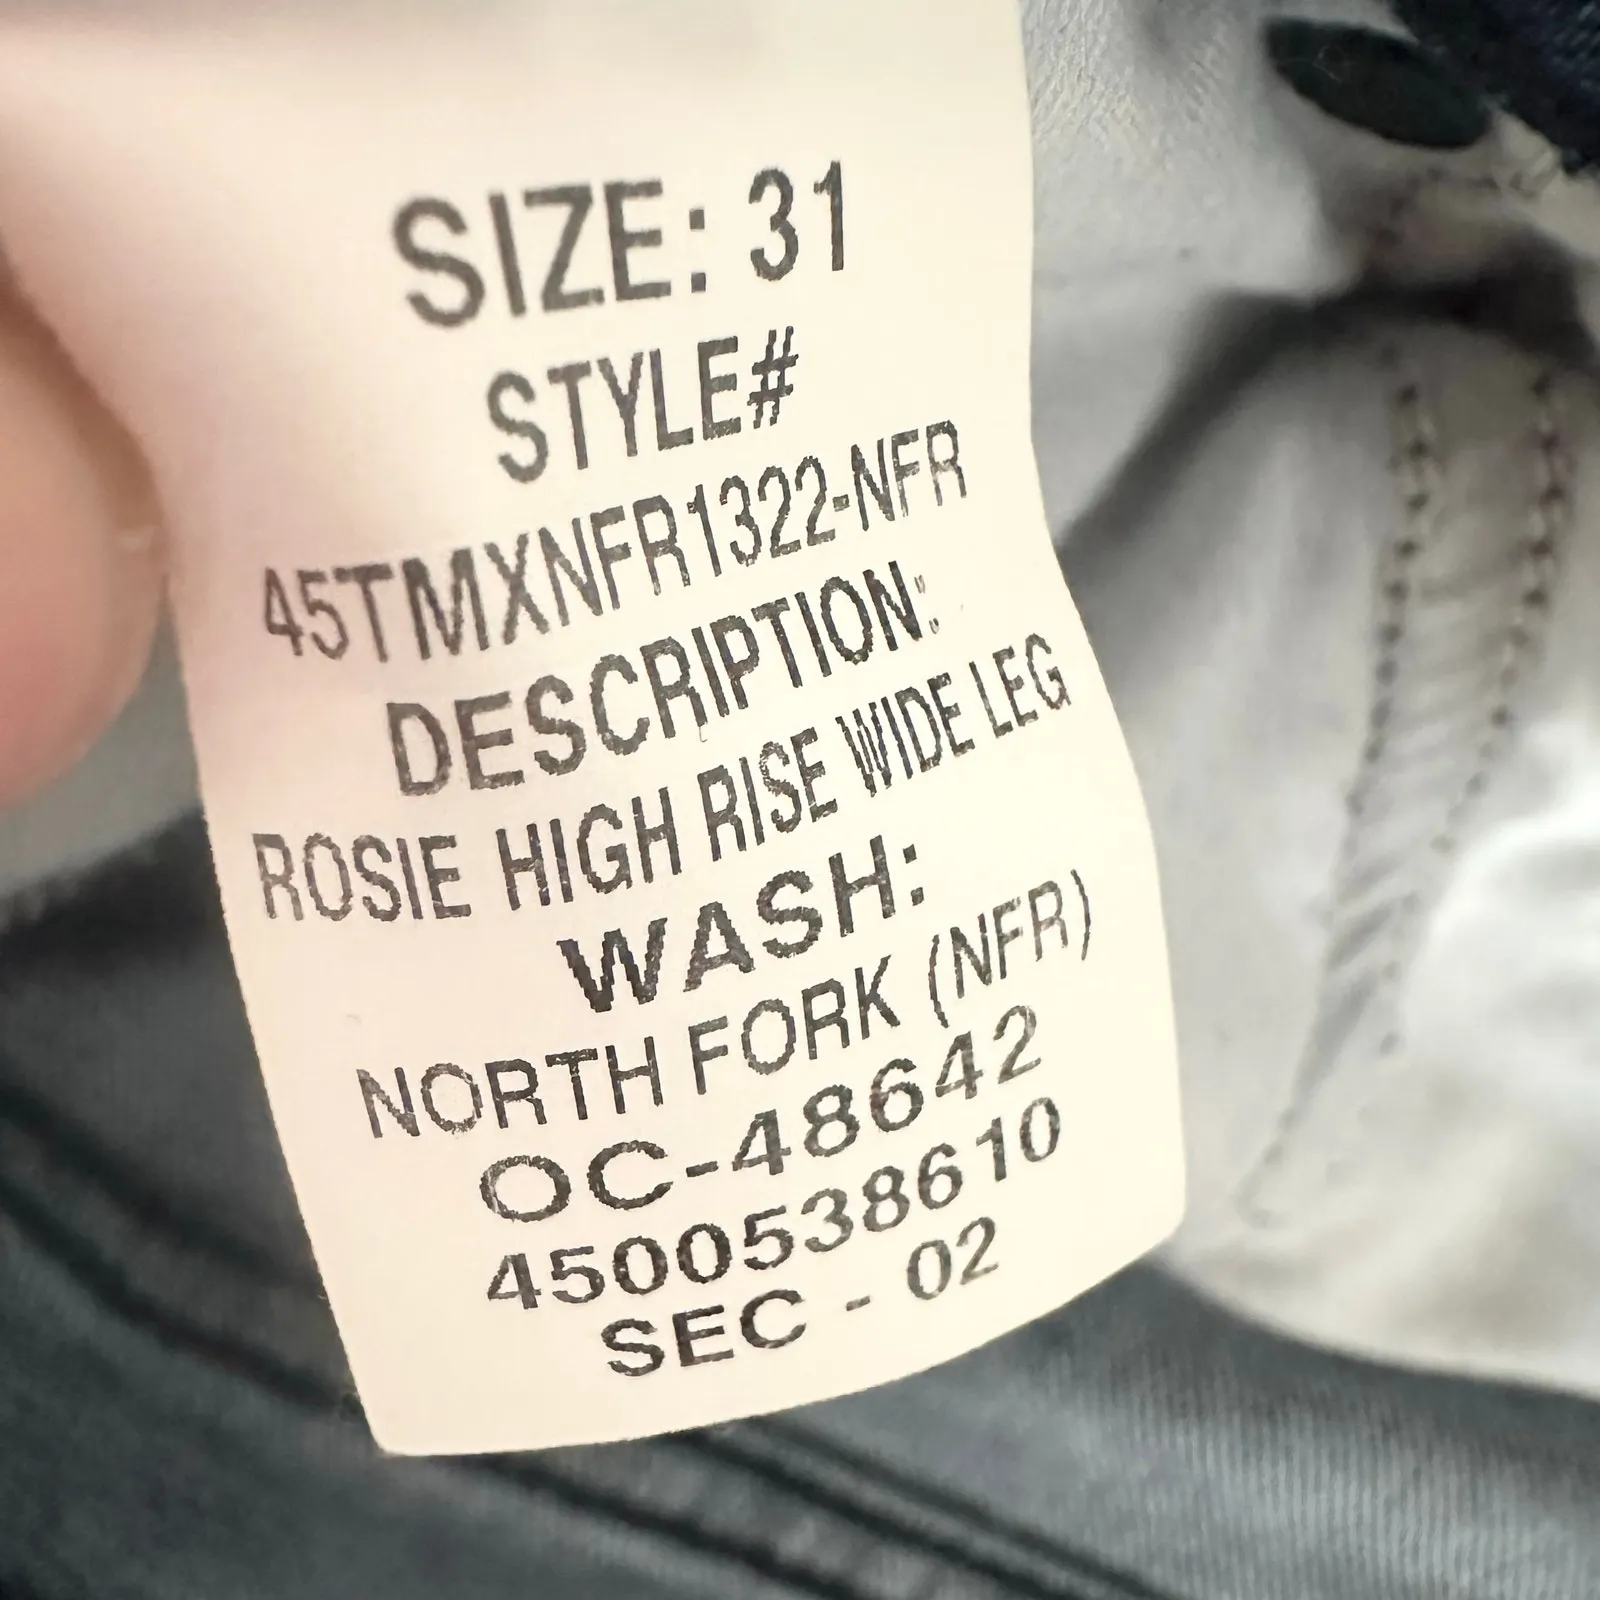 SIZE: 31
STYLE#
45TMXNFR1322-NFR
DESCRIPTION:
ROSIE HIGH RISE WIDE LEG
WASH:
NORTH FORK (NFR)
OC-48642
4500538610
SEC - 02